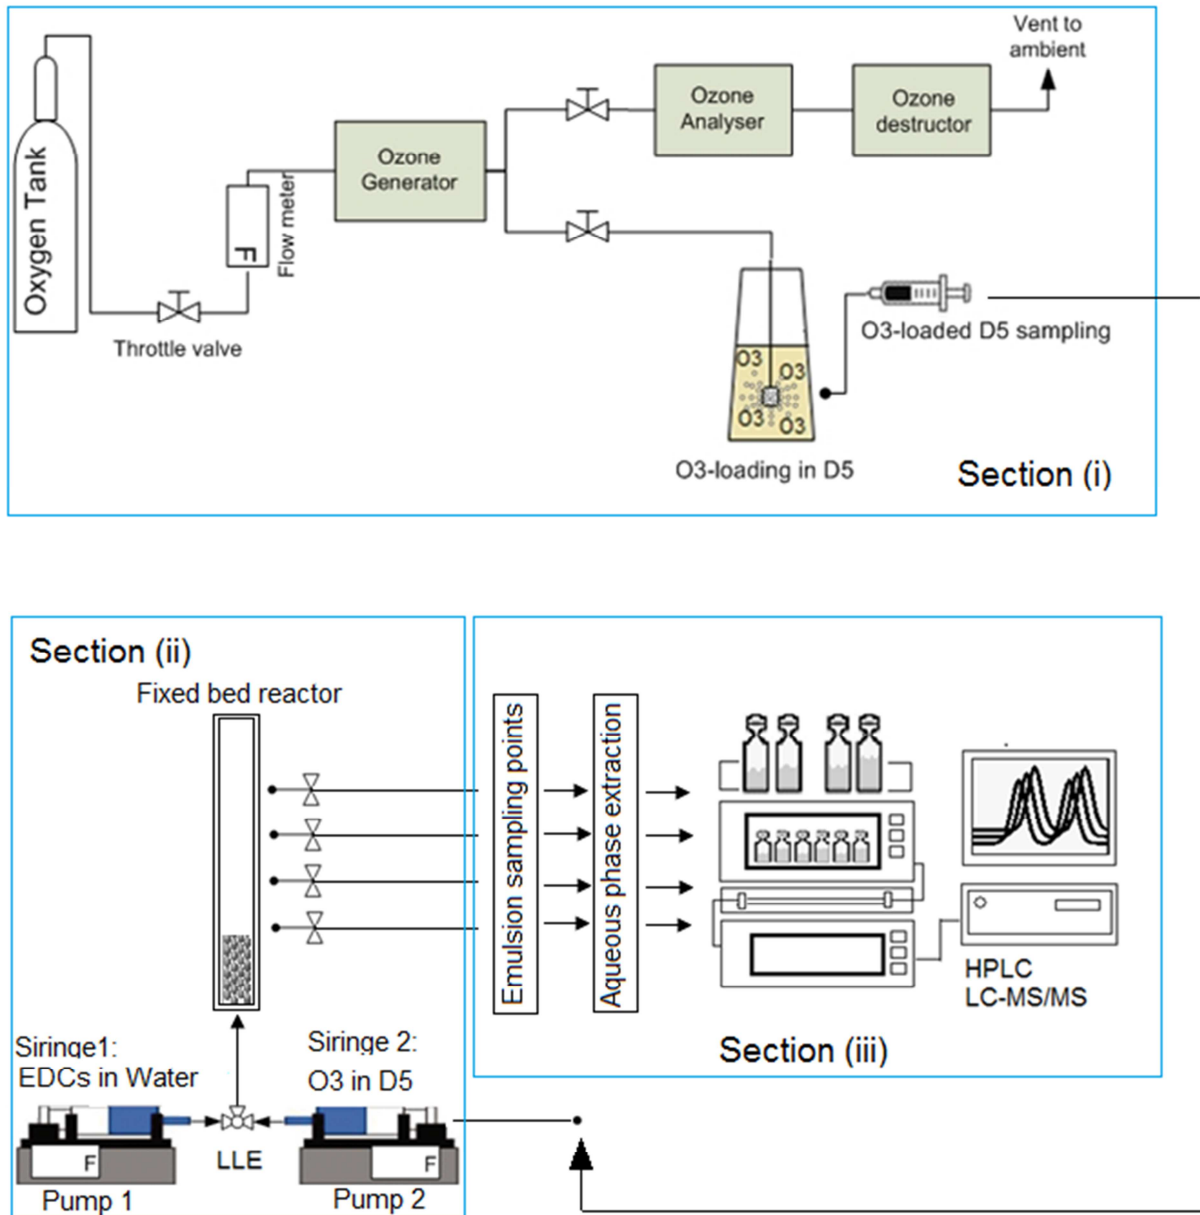 Vent to
ambient
Oxygen Tank
Throttle valve
F
Flow meter
Ozone
Generator
Ozone
Analyser
Ozone
destructor
O3-loaded D5 sampling
O3
O3
O3
O3
O3-loading in D5
Section (i)
Section (ii)
Fixed bed reactor
Siringe1:
EDCs in Water
Siringe 2:
O3 in D5
LLE
F
F
Pump 1
Pump 2
Emulsion sampling points
Aqueous phase extraction
HPLC
LC-MS/MS
Section (iii)